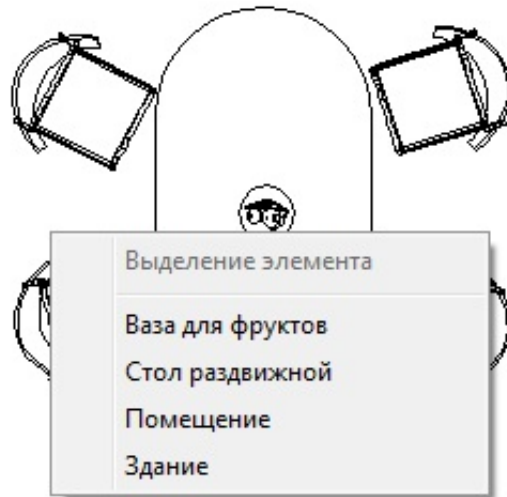 Выделение элемента
Ваза для фруктов
Стол раздвижной
Помещение
Здание